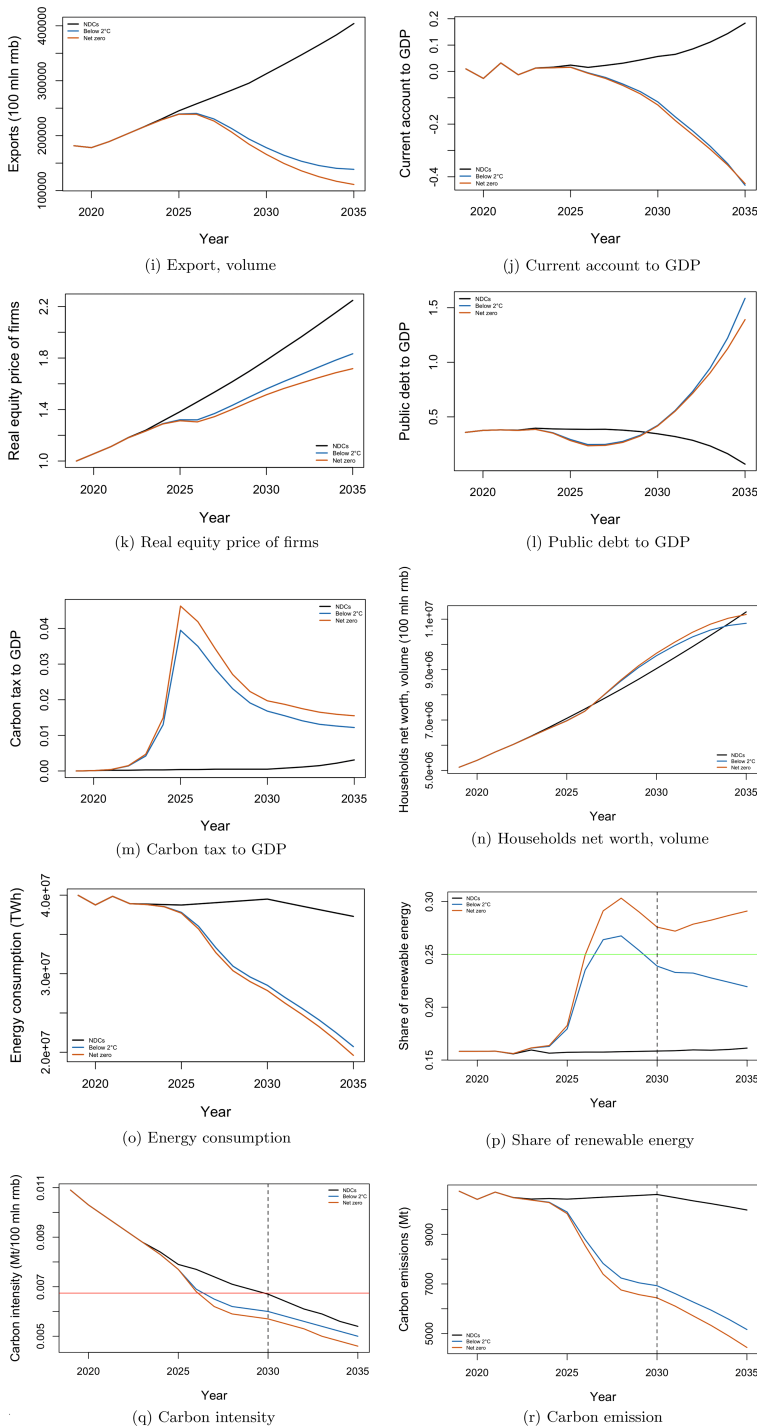 Exports (100 mln rmb)
100000 200000 300000 400000
NDCs
Below 2°C
Net zero
2020 2025 2030 2035
Year
(i) Export, volume
Current account to GDP
-0.4 -0.2 0.0 0.2
NDCs
Below 2°C
Net zero
2020 2025 2030 2035
Year
(j) Current account to GDP
Real equity price of firms
1.0 1.4 1.8 2.2
NDCs
Below 2°C
Net zero
2020 2025 2030 2035
Year
(k) Real equity price of firms
Public debt to GDP
0.5 1.0 1.5
NDCs
Below 2°C
Net zero
2020 2025 2030 2035
Year
(l) Public debt to GDP
Carbon tax to GDP
0.00 0.01 0.02 0.03 0.04
NDCs
Below 2°C
Net zero
2020 2025 2030 2035
Year
(m) Carbon tax to GDP
Households net worth, volume (100 mln rmb)
5.0e+06 7.0e+06 9.0e+06 1.1e+07
NDCs
Below 2°C
Net zero
2020 2025 2030 2035
Year
(n) Households net worth, volume
Energy consumption (TWh)
2.0e+07 3.0e+07 4.0e+07
NDCs
Below 2°C
Net zero
2020 2025 2030 2035
Year
(o) Energy consumption
Share of renewable energy
0.15 0.20 0.25 0.30
NDCs
Below 2°C
Net zero
2020 2025 2030 2035
Year
(p) Share of renewable energy
Carbon intensity (Mt/100 mln rmb)
0.005 0.007 0.009 0.011
NDCs
Below 2°C
Net zero
2020 2025 2030 2035
Year
(q) Carbon intensity
Carbon emissions (Mt)
5000 7000 9000
NDCs
Below 2°C
Net zero
2020 2025 2030 2035
Year
(r) Carbon emission